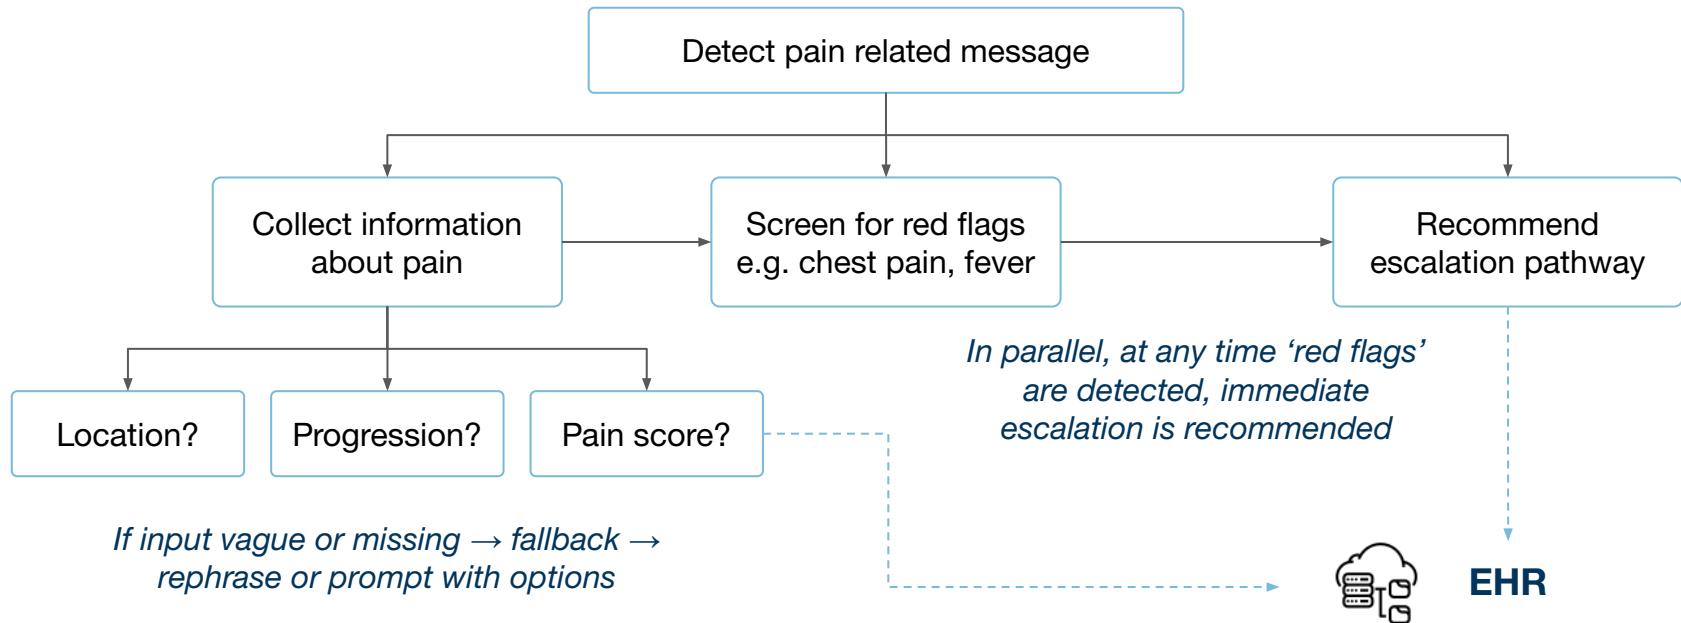 Detect pain related message
Collect information
about pain
Screen for red flags
e.g. chest pain, fever
Recommend
escalation pathway
Location?
Progression?
Pain score?
In parallel, at any time ‘red flags’
are detected, immediate
escalation is recommended
If input vague or missing → fallback →
rephrase or prompt with options
EHR